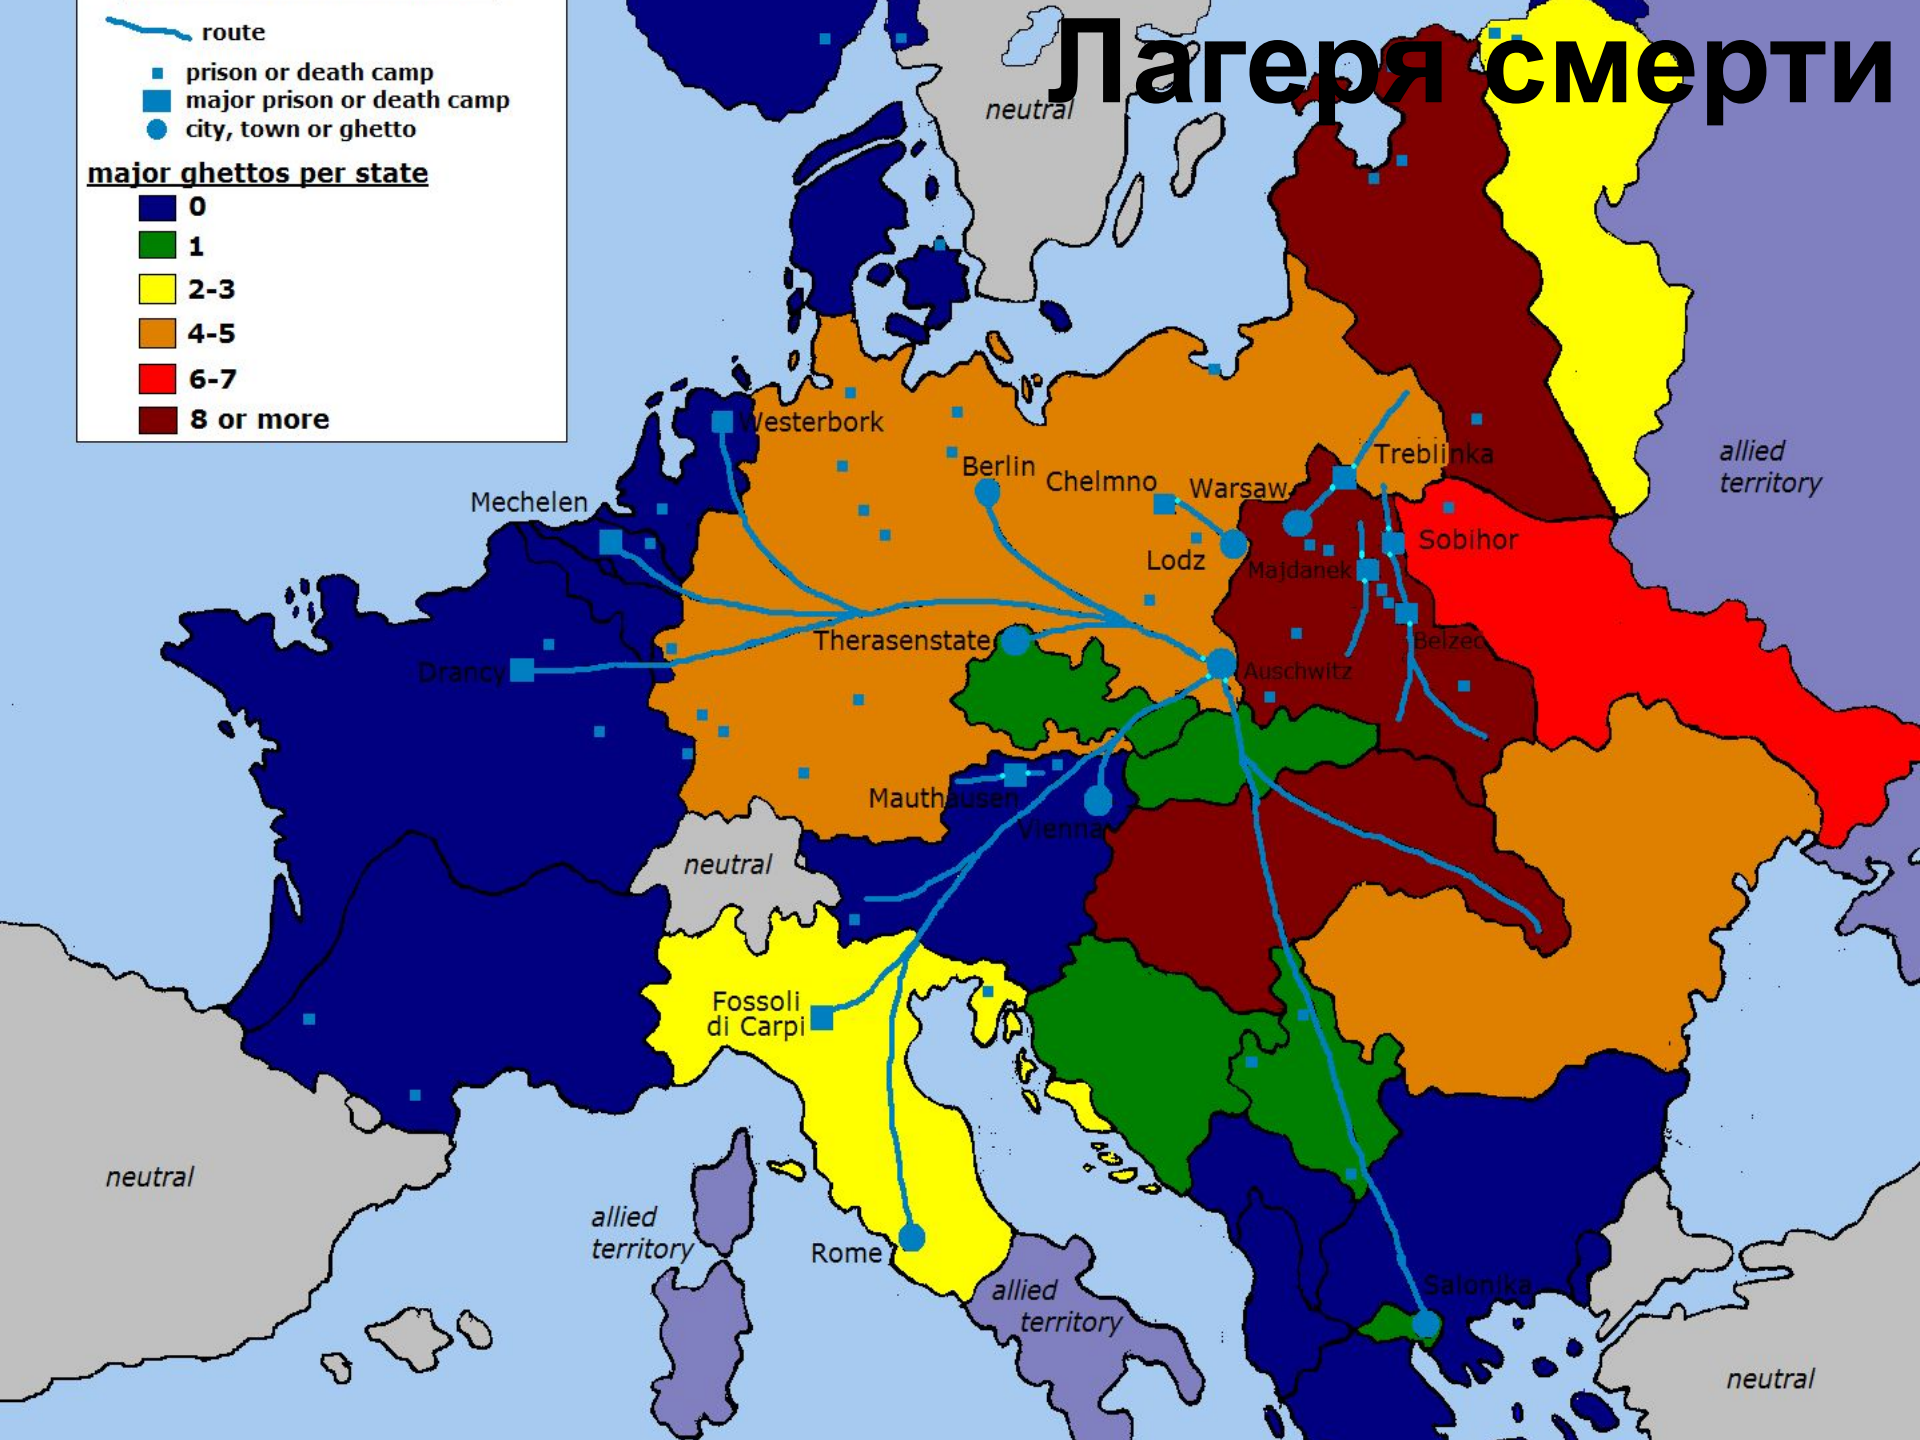 Лагеря смерти
route
prison or death camp
major prison or death camp
city, town or ghetto
major ghettos per state
0
1
2-3
4-5
6-7
8 or more
neutral
allied
territory
Westerbork
Treblinka
Berlin
Chelmno
Warsaw
Mechelen
Sobihor
Lodz
Majdanek
Therasenstate
Belzec
Drancy
Auschwitz
Mauthausen
Vienna
neutral
Fossoli
di Carpi
neutral
allied
territory
Rome
allied
territory
Salonika
neutral